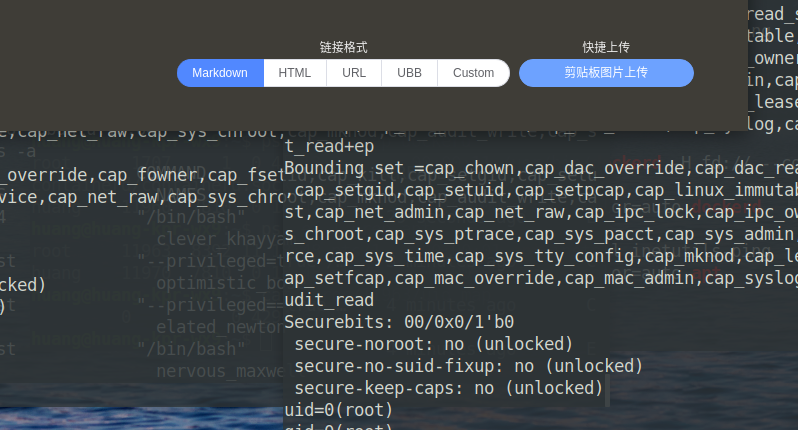 链接格式 快捷上传
Markdown HTML URL UBB Custom 剪贴板图片上传
read_s
table,
_owner
in,cap
_lease
log,ca
e,cap_net_raw,cap_sys_chroot,
s -a
_override,cap_fowner,cap_fset
vice,cap_net_raw,cap_sys_chro
"/bin/bash"
clever_khayya
"--privileged=t
optimistic_bo
cked)
"--privileged=
)
elated_newton
st "/bin/bash"
nervous_maxwe
t_read+ep
Bounding set =cap_chown,cap_dac_override,cap_dac_rea
,cap_setgid,cap_setuid,cap_setpcap,cap_linux_immutab
st,cap_net_admin,cap_net_raw,cap_ipc_lock,cap_ipc_ow
s_chroot,cap_sys_ptrace,cap_sys_pacct,cap_sys_admin,
rce,cap_sys_time,cap_sys_tty_config,cap_mknod,cap_le
ap_setfcap,cap_mac_override,cap_mac_admin,cap_syslog
udit_read
Securebits: 00/0x0/1'b0
secure-noroot: no (unlocked)
secure-no-suid-fixup: no (unlocked)
secure-keep-caps: no (unlocked)
uid=0(root)
gid=0(root)